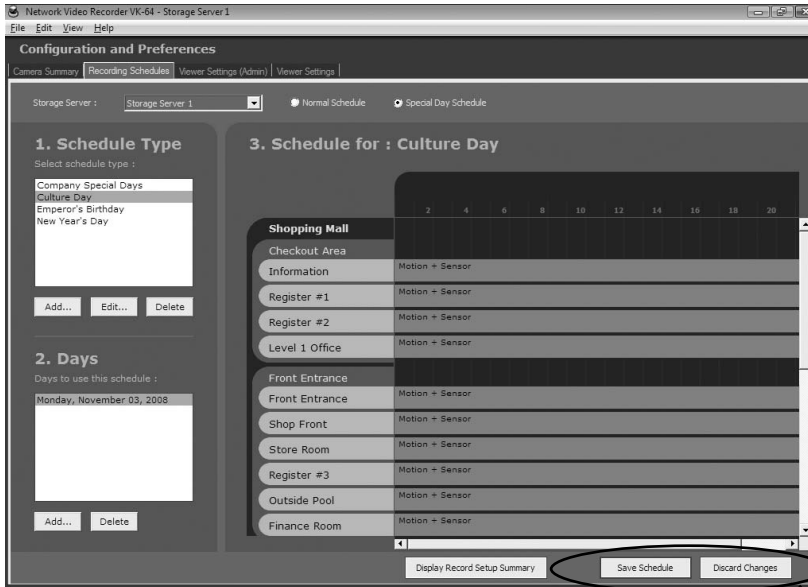 Network Video Recorder VK-64 - Storage Server 1
File Edit View Help
Configuration and Preferences
Camera Summary Recording Schedules Viewer Settings (Admin) Viewer Settings
Storage Server : Storage Server 1 Normal Schedule Special Day Schedule
1. Schedule Type
Select schedule type :
Company Special Days
Culture Day
Emperor's Birthday
New Year's Day
Add... Edit... Delete
2. Days
Days to use this schedule :
Monday, November 03, 2008
Add... Delete
3. Schedule for : Culture Day
2 4 6 8 10 12 14 16 18 20
Shopping Mall
Checkout Area
Information Motion + Sensor
Register #1 Motion + Sensor
Register #2 Motion + Sensor
Level 1 Office Motion + Sensor
Front Entrance
Front Entrance Motion + Sensor
Shop Front Motion + Sensor
Store Room Motion + Sensor
Register #3 Motion + Sensor
Outside Pool Motion + Sensor
Finance Room Motion + Sensor
Display Record Setup Summary Save Schedule Discard Changes